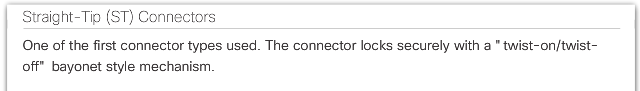 Straight-Tip (ST) Connectors
One of the first connector types used. The connector locks securely with a "twist-on/twist-
off" bayonet style mechanism.